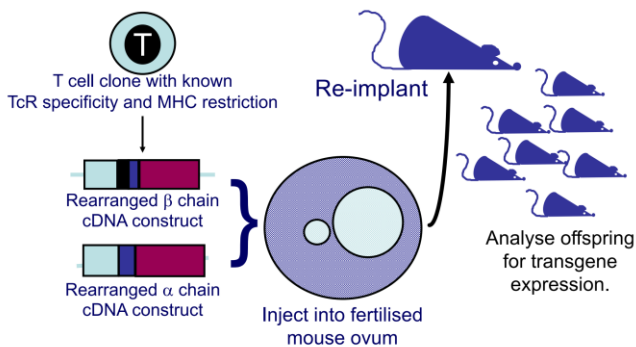 T
T cell clone with known
TcR specificity and MHC restriction
Rearranged β chain
cDNA construct
Rearranged α chain
cDNA construct
Inject into fertilised
mouse ovum
Re-implant
Analyse offspring
for transgene
expression.